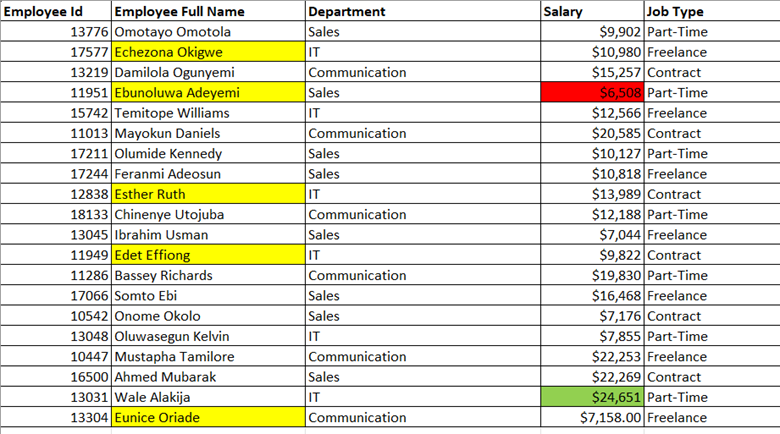 Employee Id Employee Full Name Department Salary Job Type
13776 Omotayo Omotola Sales $9,902 Part-Time
17577 Echezona Okigwe IT $10,980 Freelance
13219 Damilola Ogunyemi Communication $15,257 Contract
11951 Ebunoluwa Adeyemi Sales $6,508 Part-Time
15742 Temitope Williams IT $12,566 Freelance
11013 Mayokun Daniels Communication $20,585 Contract
17211 Olumide Kennedy Sales $10,127 Part-Time
17244 Feranmi Adeosun Sales $10,818 Freelance
12838 Esther Ruth IT $13,989 Contract
18133 Chinenye Utojuba Communication $12,188 Part-Time
13045 Ibrahim Usman Sales $7,044 Freelance
11949 Edet Effiong IT $9,822 Contract
11286 Bassey Richards Communication $19,830 Part-Time
17066 Somto Ebi Sales $16,468 Freelance
10542 Onome Okolo Sales $7,176 Contract
13048 Oluwasegun Kelvin IT $7,855 Part-Time
10447 Mustapha Tamilore Communication $22,253 Freelance
16500 Ahmed Mubarak Sales $22,269 Contract
13031 Wale Alakija IT $24,651 Part-Time
13304 Eunice Oriade Communication $7,158.00 Freelance